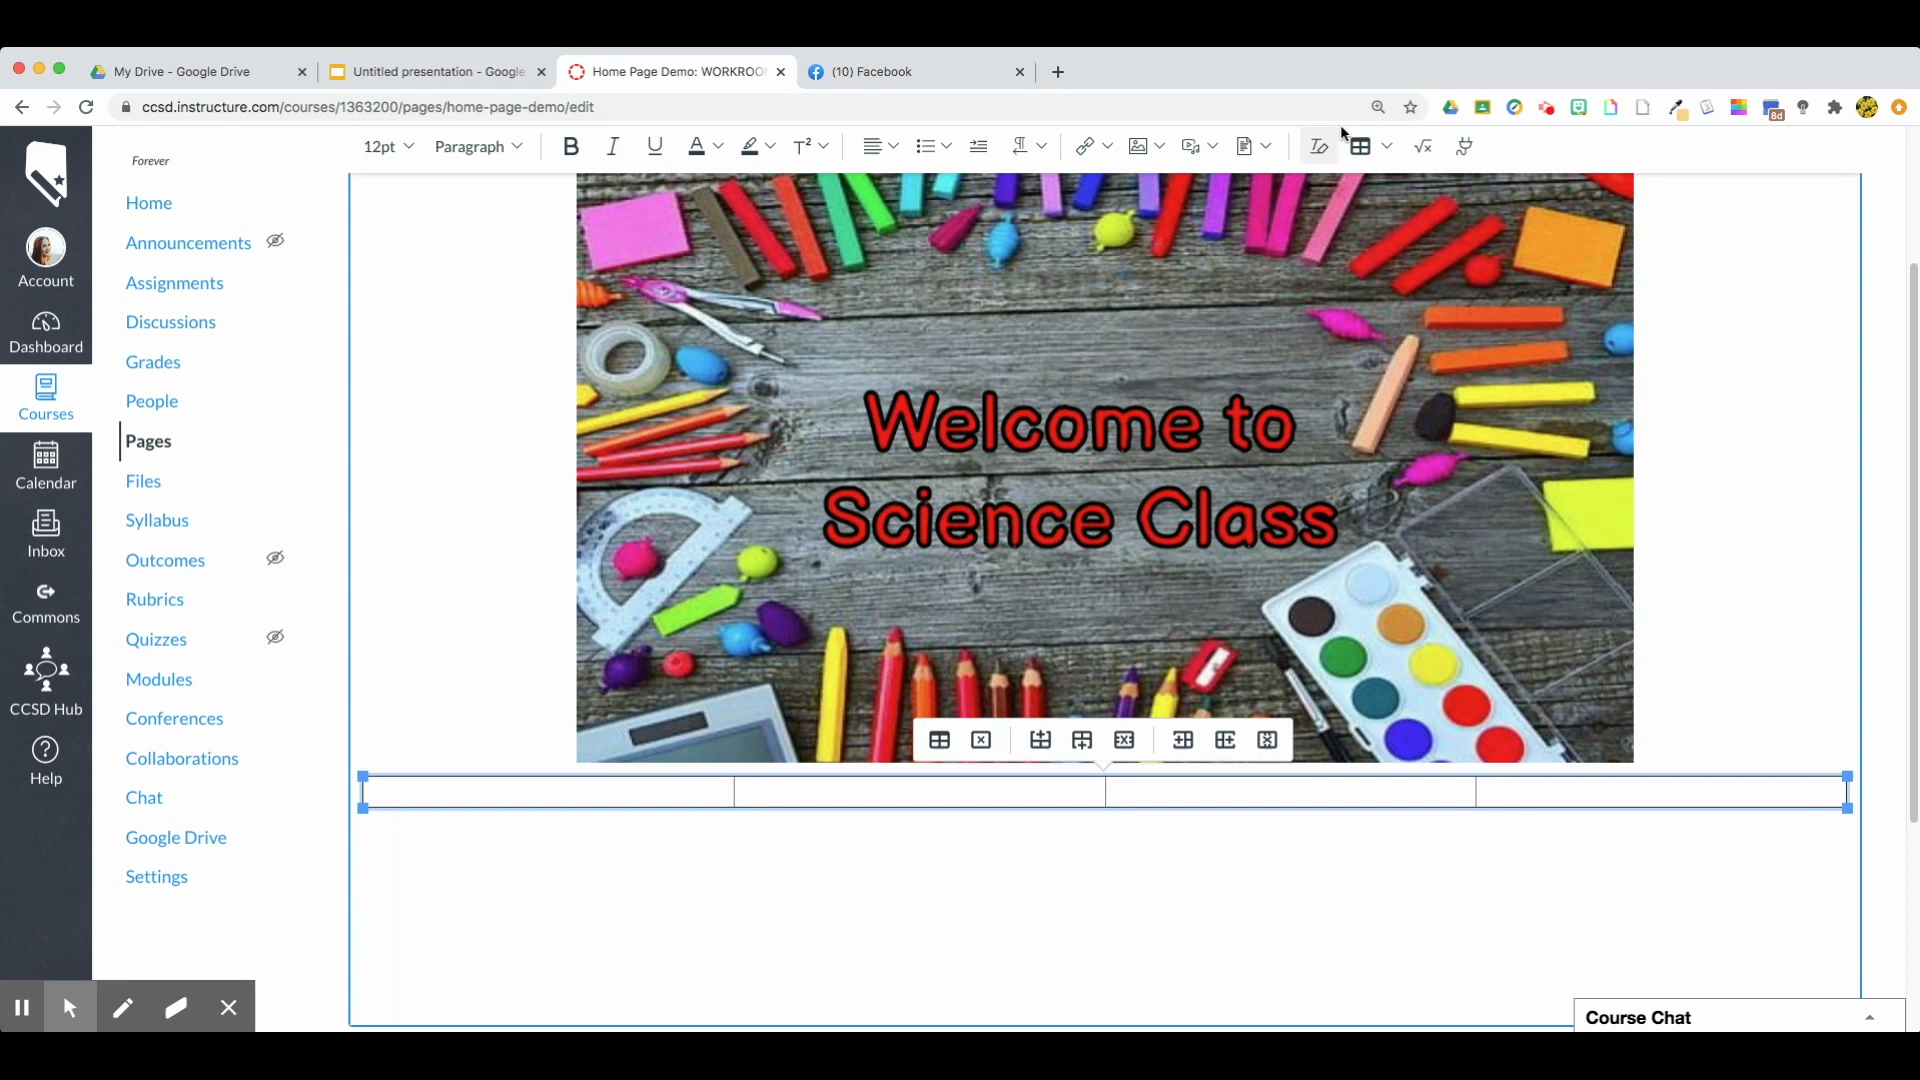 My Drive - Google Drive
Untitled presentation - Google
Home Page Demo: WORKROO
(10) Facebook
ccsd.instructure.com/courses/1363200/pages/home-page-demo/edit
8d
12pt
Paragraph
B I U A T²
Forever
Home
Announcements
Assignments
Discussions
Grades
People
Pages
Files
Syllabus
Outcomes
Rubrics
Quizzes
Modules
Conferences
Collaborations
Chat
Google Drive
Settings
Account
Dashboard
Courses
Calendar
Inbox
Commons
CCSD Hub
Help
Welcome to
Science Class
Course Chat